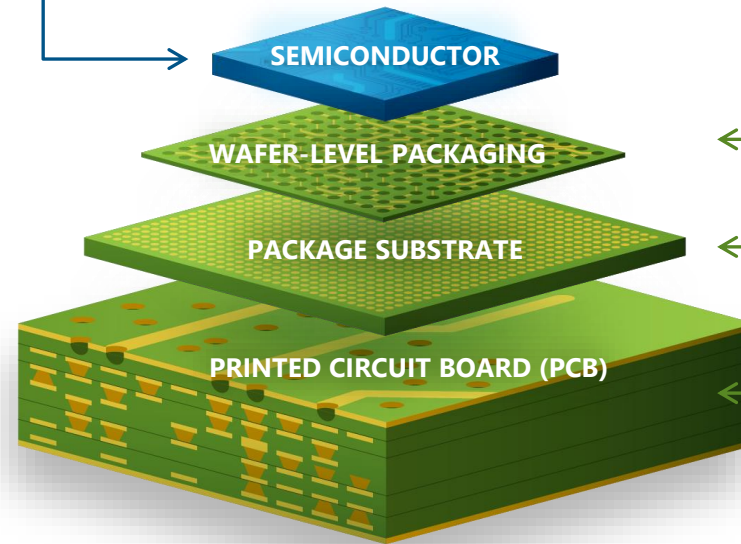 SEMICONDUCTOR
WAFER-LEVEL PACKAGING
PACKAGE SUBSTRATE
PRINTED CIRCUIT BOARD (PCB)